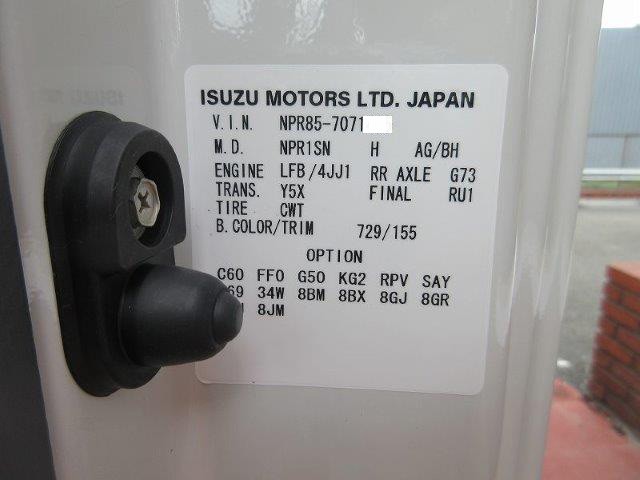 ISUZU MOTORS LTD. JAPAN
V.I.N. NPR85-7071
M.D. NPR1SN H AG/BH
ENGINE LFB/4JJ1 RR AXLE G73
TRANS. Y5X FINAL RU1
TIRE CWT
B.COLOR/TRIM 729/155
OPTION
C60 FF0 G50 KG2 RPV SAY
34W 8BM 8BX 8GJ 8GR
8JM